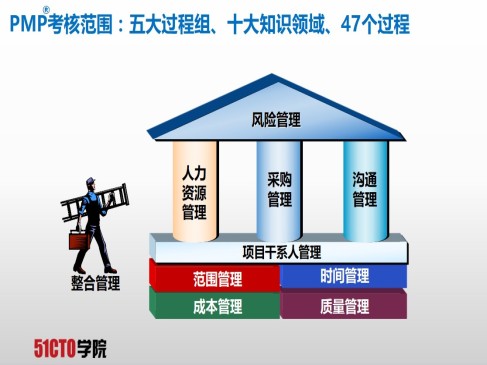 PMP®考核范围：五大过程组、十大知识领域、47个过程
风险管理
人力
资源
管理
采购
管理
沟通
管理
项目干系人管理
整合管理
范围管理
时间管理
成本管理
质量管理
51CTO学院